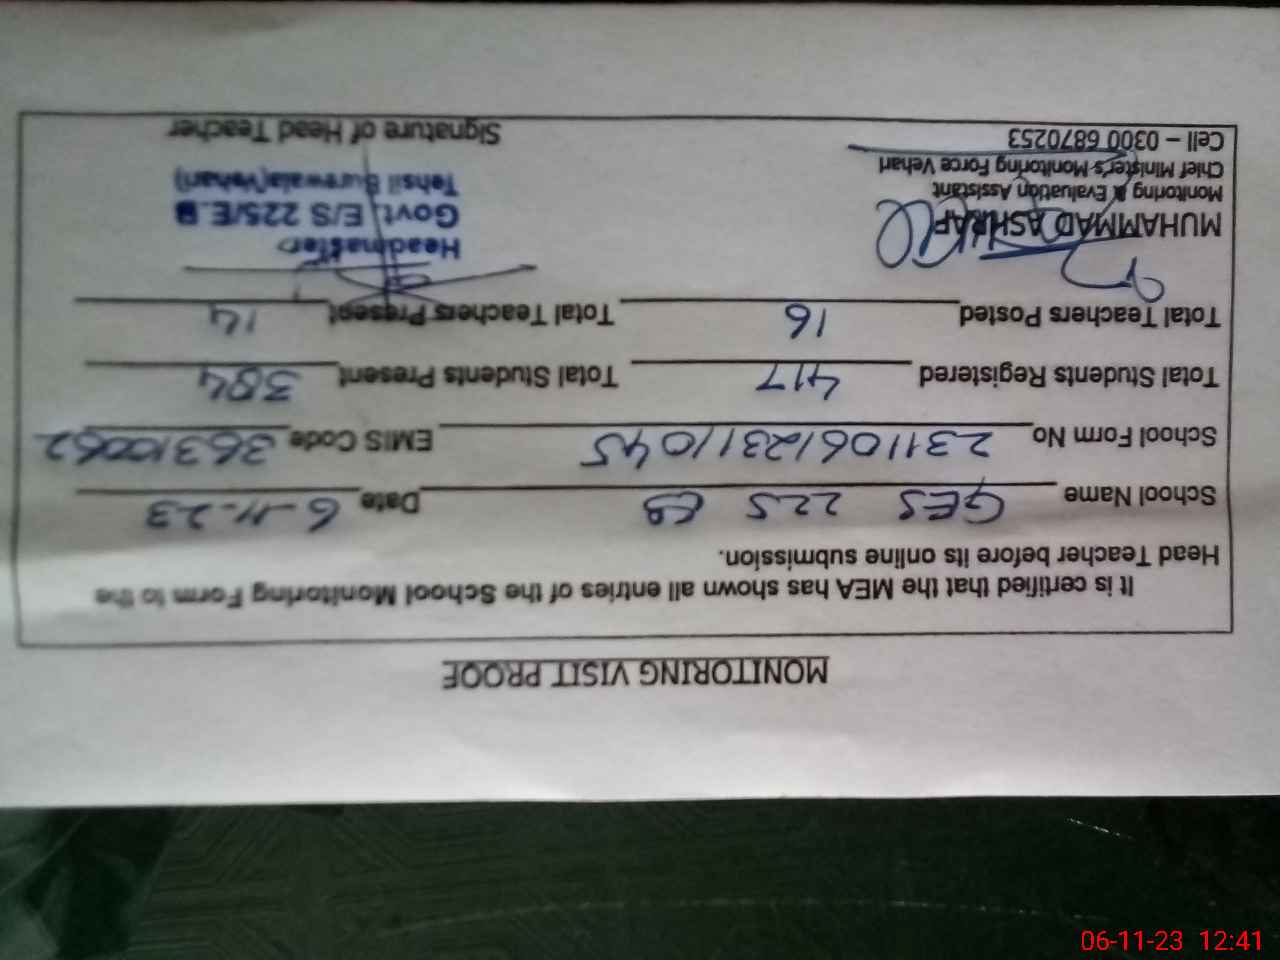 MONITORING VISIT PROOF
It is certified that the MEA has shown all entries of the School Monitoring Form to the
Head Teacher before its online submission.
School Name GES 225 EB Date 6-11-23
School Form No 23110612311045 EMIS Code 36310062
Total Students Registered 417 Total Students Present 384
Total Teachers Posted 16 Total Teachers Present 14
MUHAMMAD ASHRAF
Monitoring & Evaluation Assistant
Chief Minister's Monitoring Force Vehari
Cell – 0300 6870253
Headmaster
Govt. E/S 225/E.B
Tehsil Burewala(Vehari)
Signature of Head Teacher
06-11-23 12:41